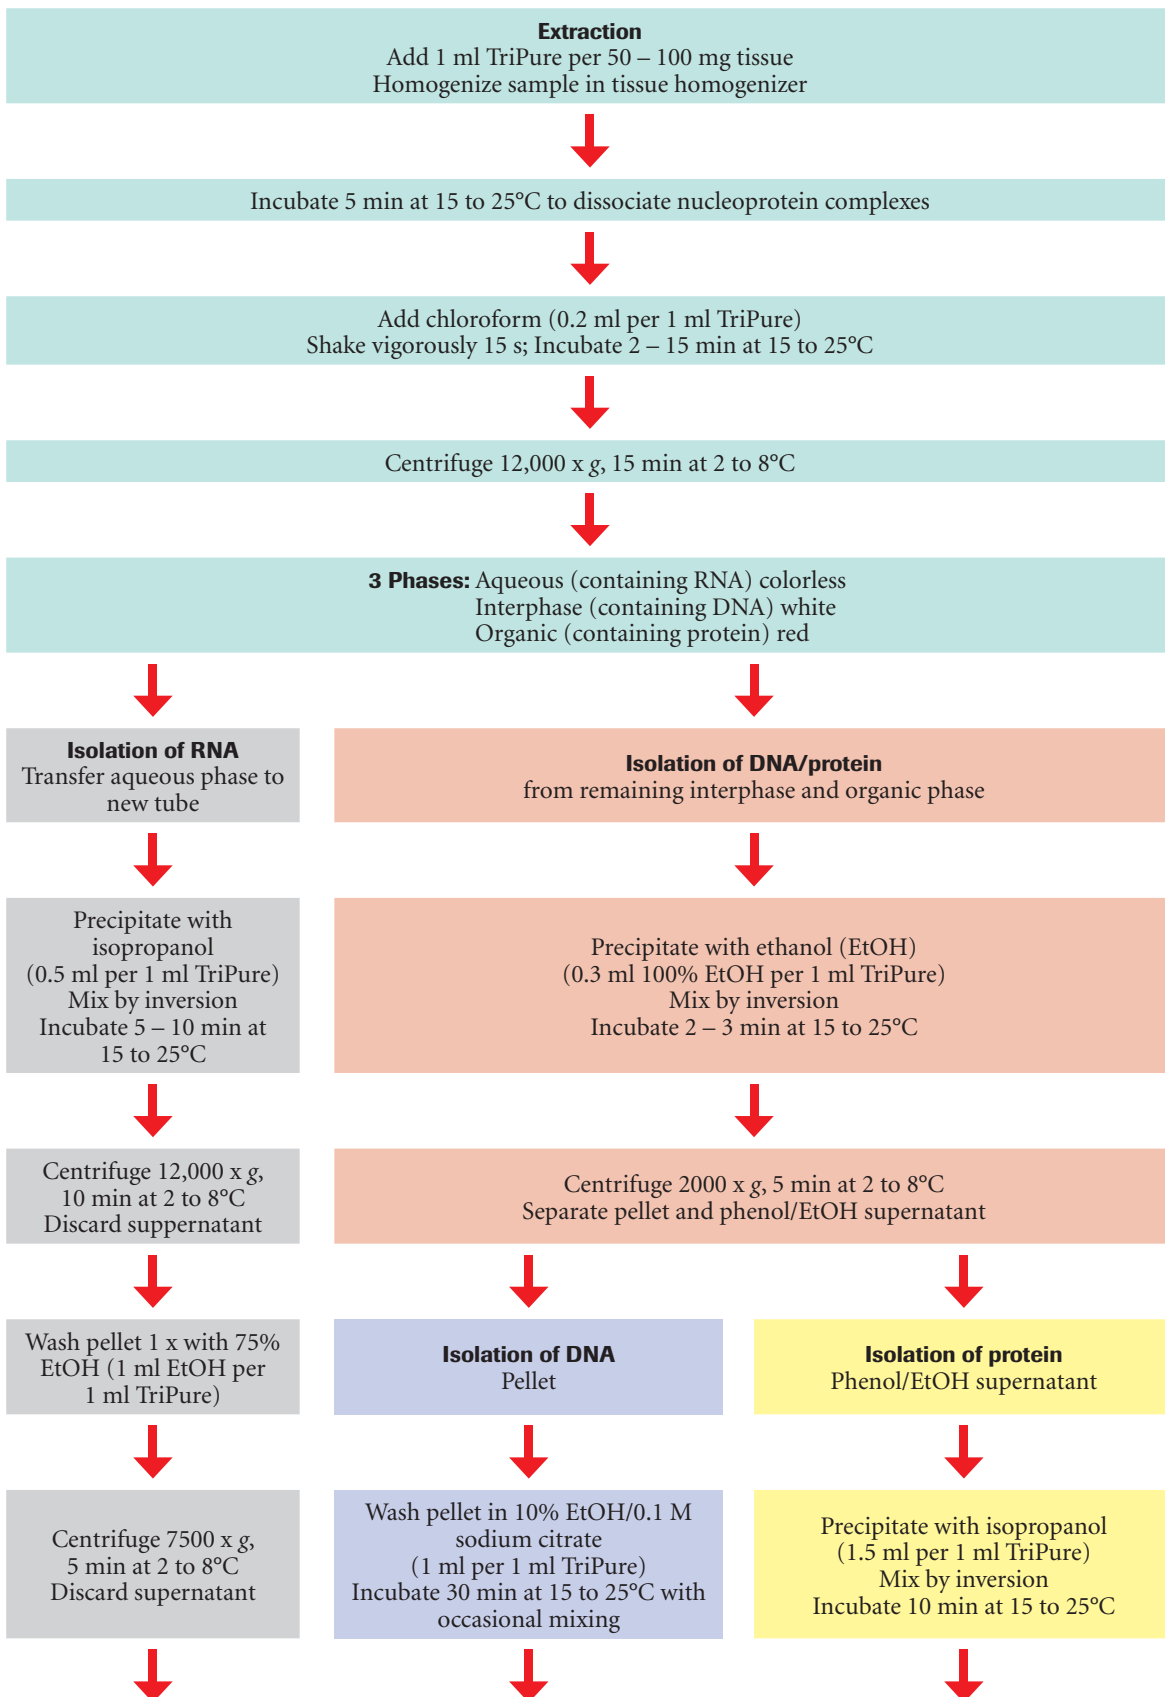 Extraction
Add 1 ml TriPure per 50 – 100 mg tissue
Homogenize sample in tissue homogenizer
Incubate 5 min at 15 to 25°C to dissociate nucleoprotein complexes
Add chloroform (0.2 ml per 1 ml TriPure)
Shake vigorously 15 s; Incubate 2 – 15 min at 15 to 25°C
Centrifuge 12,000 x g, 15 min at 2 to 8°C
3 Phases: Aqueous (containing RNA) colorless
Interphase (containing DNA) white
Organic (containing protein) red
Isolation of RNA
Transfer aqueous phase to
new tube
Isolation of DNA/protein
from remaining interphase and organic phase
Precipitate with
isopropanol
(0.5 ml per 1 ml TriPure)
Mix by inversion
Incubate 5 – 10 min at
15 to 25°C
Precipitate with ethanol (EtOH)
(0.3 ml 100% EtOH per 1 ml TriPure)
Mix by inversion
Incubate 2 – 3 min at 15 to 25°C
Centrifuge 12,000 x g,
10 min at 2 to 8°C
Discard suppernatant
Centrifuge 2000 x g, 5 min at 2 to 8°C
Separate pellet and phenol/EtOH supernatant
Wash pellet 1 x with 75%
EtOH (1 ml EtOH per
1 ml TriPure)
Isolation of DNA
Pellet
Isolation of protein
Phenol/EtOH supernatant
Centrifuge 7500 x g,
5 min at 2 to 8°C
Discard supernatant
Wash pellet in 10% EtOH/0.1 M
sodium citrate
(1 ml per 1 ml TriPure)
Incubate 30 min at 15 to 25°C with
occasional mixing
Precipitate with isopropanol
(1.5 ml per 1 ml TriPure)
Mix by inversion
Incubate 10 min at 15 to 25°C